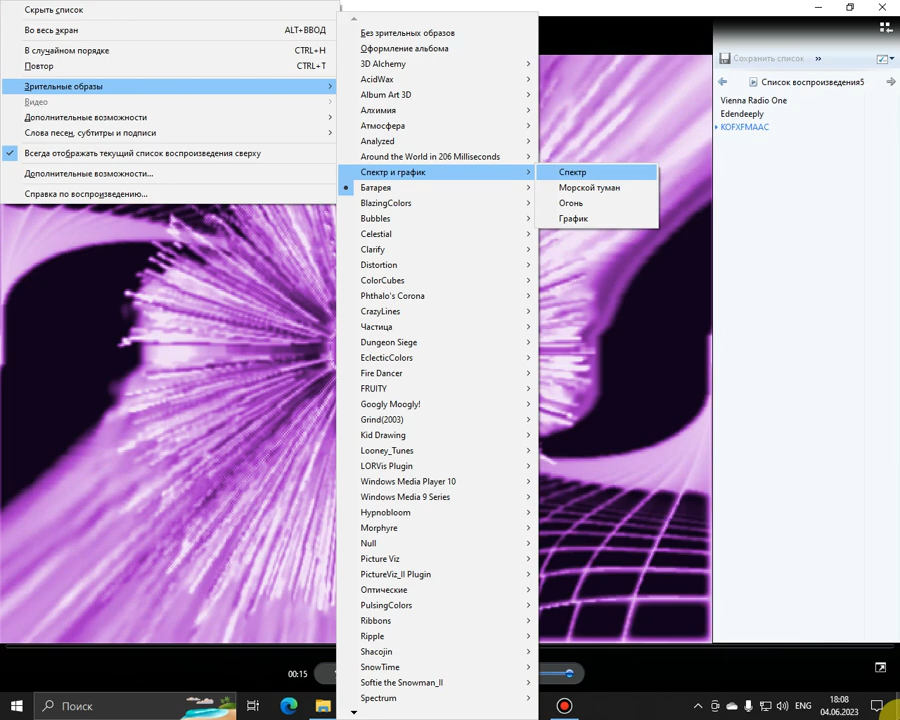 Скрыть список
Во весь экран ALT+ВВОД
В случайном порядке CTRL+H
Повтор CTRL+T
Зрительные образы
Видео
Дополнительные возможности
Слова песен, субтитры и подписи
Всегда отображать текущий список воспроизведения сверху
Дополнительные возможности...
Справка по воспроизведению...
Без зрительных образов
Оформление альбома
3D Alchemy
AcidWax
Album Art 3D
Алхимия
Атмосфера
Analyzed
Around the World in 206 Milliseconds
Спектр и график
Батарея
BlazingColors
Bubbles
Celestial
Clarify
Distortion
ColorCubes
Phthalo's Corona
CrazyLines
Частица
Dungeon Siege
EclecticColors
Fire Dancer
FRUITY
Googly Moogly!
Grind(2003)
Kid Drawing
Looney_Tunes
LORVis Plugin
Windows Media Player 10
Windows Media 9 Series
Hypnobloom
Morphyre
Null
Picture Viz
PictureViz_II Plugin
Оптические
PulsingColors
Ribbons
Ripple
Shacojin
SnowTime
Softie the Snowman_II
Spectrum
Спектр
Морской туман
Огонь
График
Сохранить список »
Список воспроизведения5
Vienna Radio One
Edendeeply
KOFXFMAAC
00:15
Поиск
ENG
18:08
04.06.2023